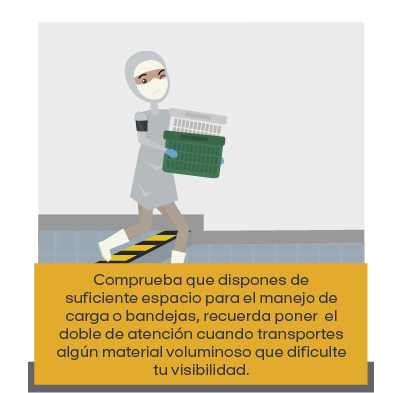 Comprueba que dispones de
suficiente espacio para el manejo de
carga o bandejas, recuerda poner el
doble de atención cuando transportes
algún material voluminoso que dificulte
tu visibilidad.